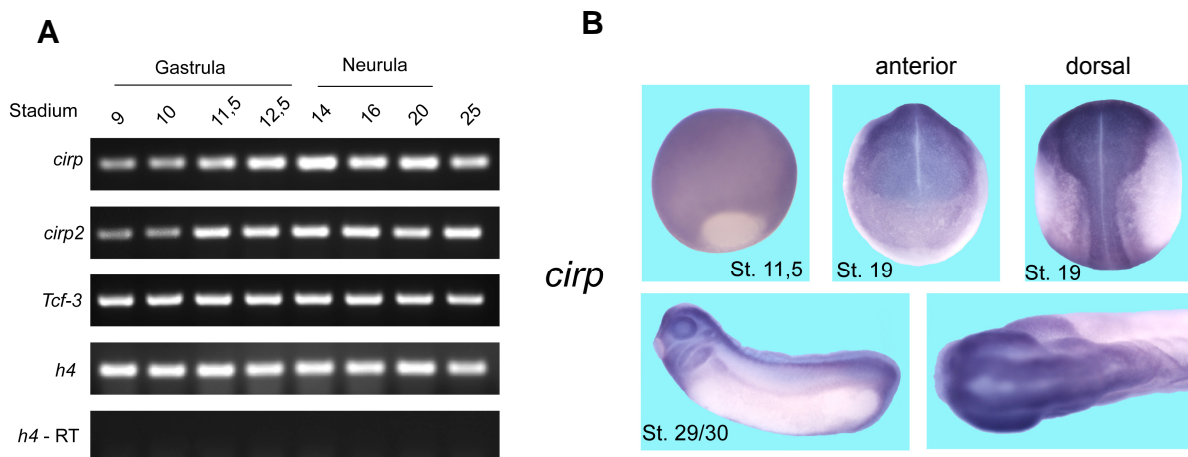 A
Gastrula
Neurula
Stadium
9 10 11,5 12,5 14 16 20 25
cirp
cirp2
Tcf-3
h4
h4 - RT
B
anterior
dorsal
cirp
St. 11,5
St. 19
St. 19
St. 29/30